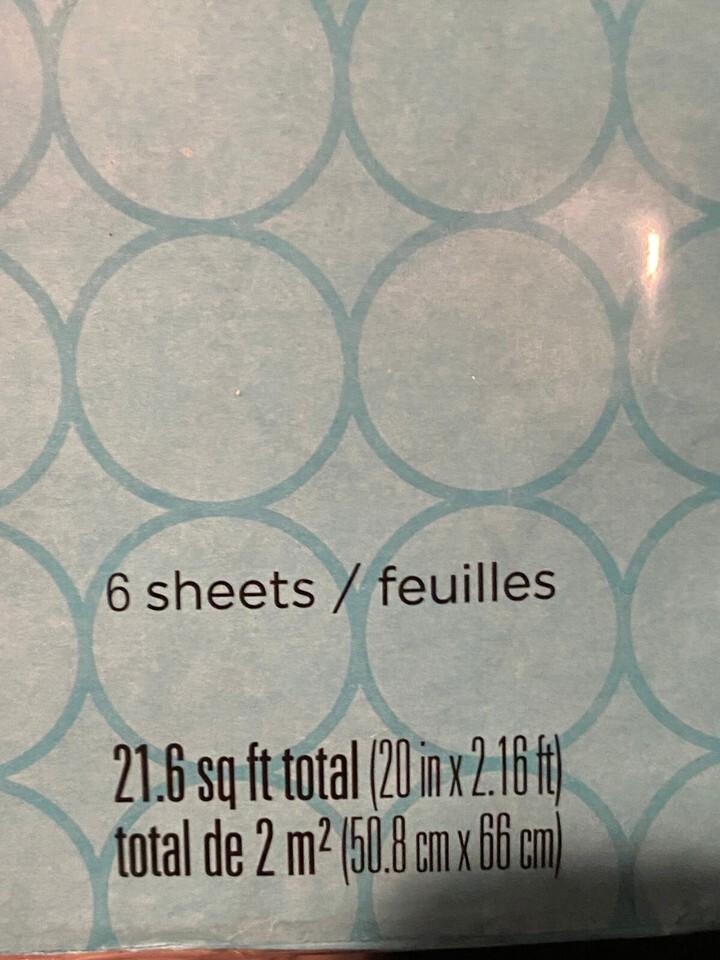 6 sheets / feuilles
21.6 sq ft total (20 in x 2.16 ft)
total de 2 m² (50.8 cm x 66 cm)